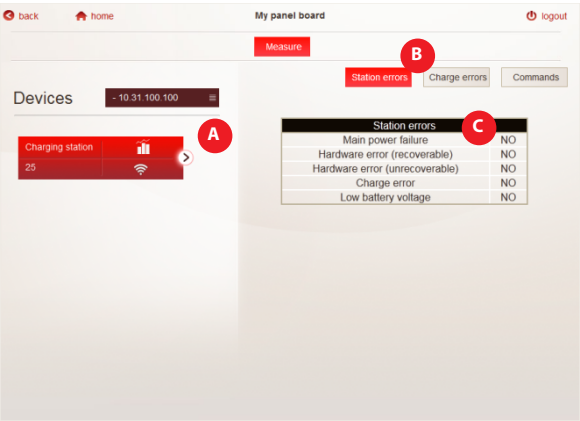 back home My panel board logout
Measure
B
Station errors Charge errors Commands
Devices - 10.31.100.100
A
C
Charging station
25
Station errors
Main power failure NO
Hardware error (recoverable) NO
Hardware error (unrecoverable) NO
Charge error NO
Low battery voltage NO